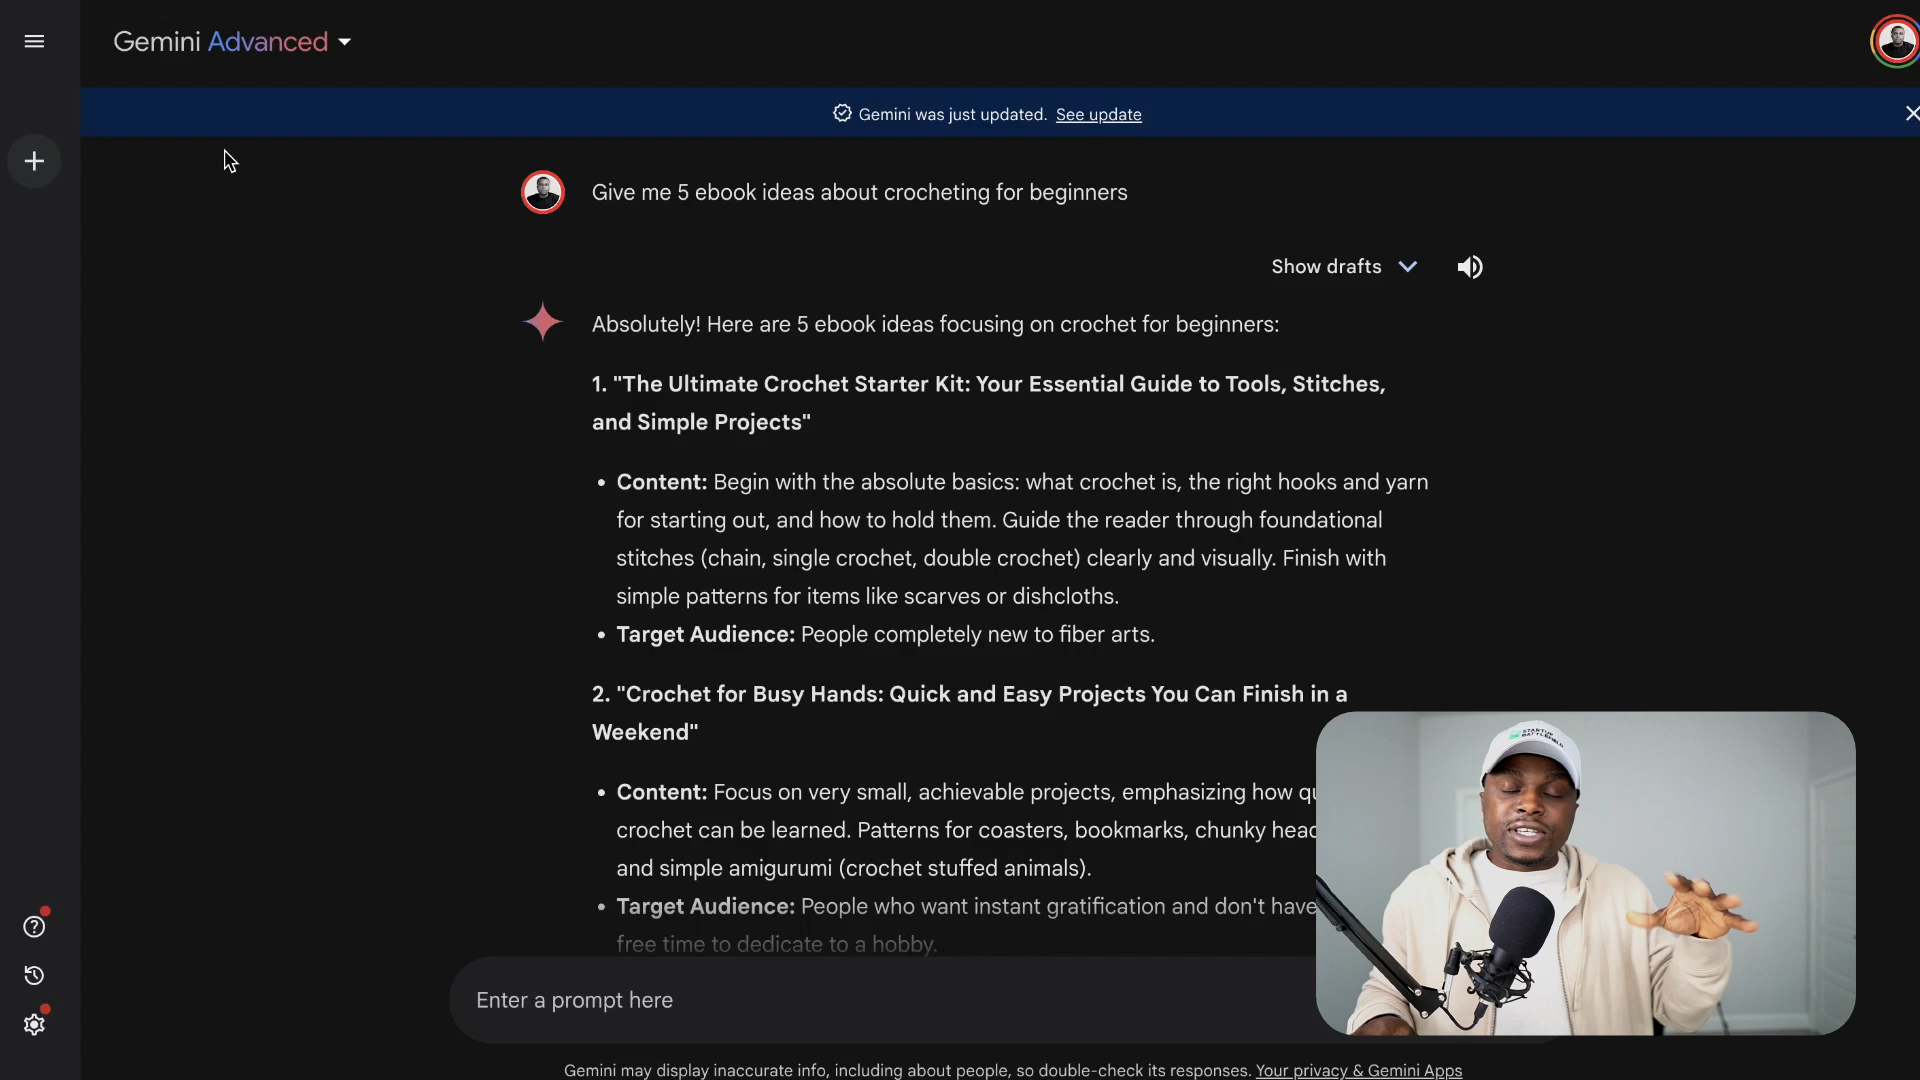 Gemini Advanced
Gemini was just updated. See update
Give me 5 ebook ideas about crocheting for beginners
Show drafts
Absolutely! Here are 5 ebook ideas focusing on crochet for beginners:
1. "The Ultimate Crochet Starter Kit: Your Essential Guide to Tools, Stitches,
and Simple Projects"
• Content: Begin with the absolute basics: what crochet is, the right hooks and yarn
for starting out, and how to hold them. Guide the reader through foundational
stitches (chain, single crochet, double crochet) clearly and visually. Finish with
simple patterns for items like scarves or dishcloths.
• Target Audience: People completely new to fiber arts.
2. "Crochet for Busy Hands: Quick and Easy Projects You Can Finish in a
Weekend"
• Content: Focus on very small, achievable projects, emphasizing how
crochet can be learned. Patterns for coasters, bookmarks, chunky
and simple amigurumi (crochet stuffed animals).
• Target Audience: People who want instant gratification and don't have
free time to dedicate to a hobby.
STARTUP
BATTLEFIELD
Enter a prompt here
Gemini may display inaccurate info, including about people, so double-check its responses. Your privacy & Gemini Apps